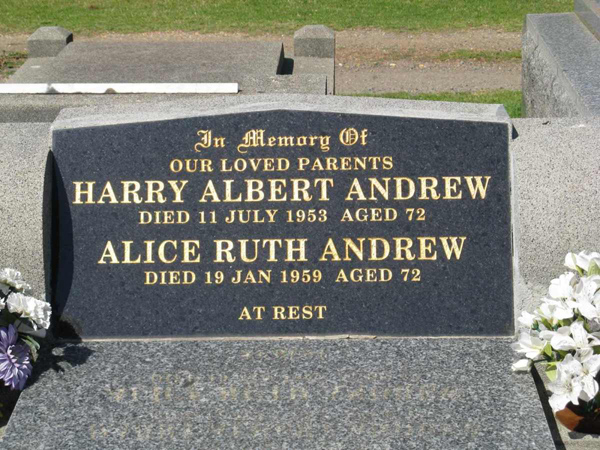 In Memory Of
OUR LOVED PARENTS
HARRY ALBERT ANDREW
DIED 11 JULY 1953 AGED 72
ALICE RUTH ANDREW
DIED 19 JAN 1959 AGED 72
AT REST